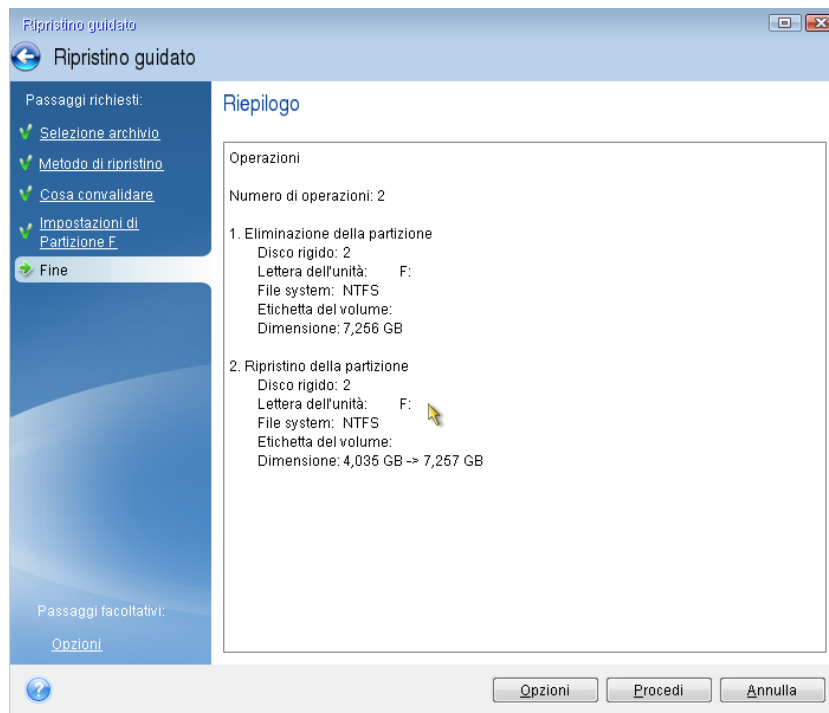 Ripristino guidato
Ripristino guidato
Passaggi richiesti:
Selezione archivio
Metodo di ripristino
Cosa convalidare
Impostazioni di
Partizione F
Fine
Passaggi facoltativi:
Opzioni
Riepilogo
Operazioni
Numero di operazioni: 2
1. Eliminazione della partizione
Disco rigido: 2
Lettera dell'unità: F:
File system: NTFS
Etichetta del volume:
Dimensione: 7,256 GB
2. Ripristino della partizione
Disco rigido: 2
Lettera dell'unità: F:
File system: NTFS
Etichetta del volume:
Dimensione: 4,035 GB -> 7,257 GB
Opzioni Procedi Annulla